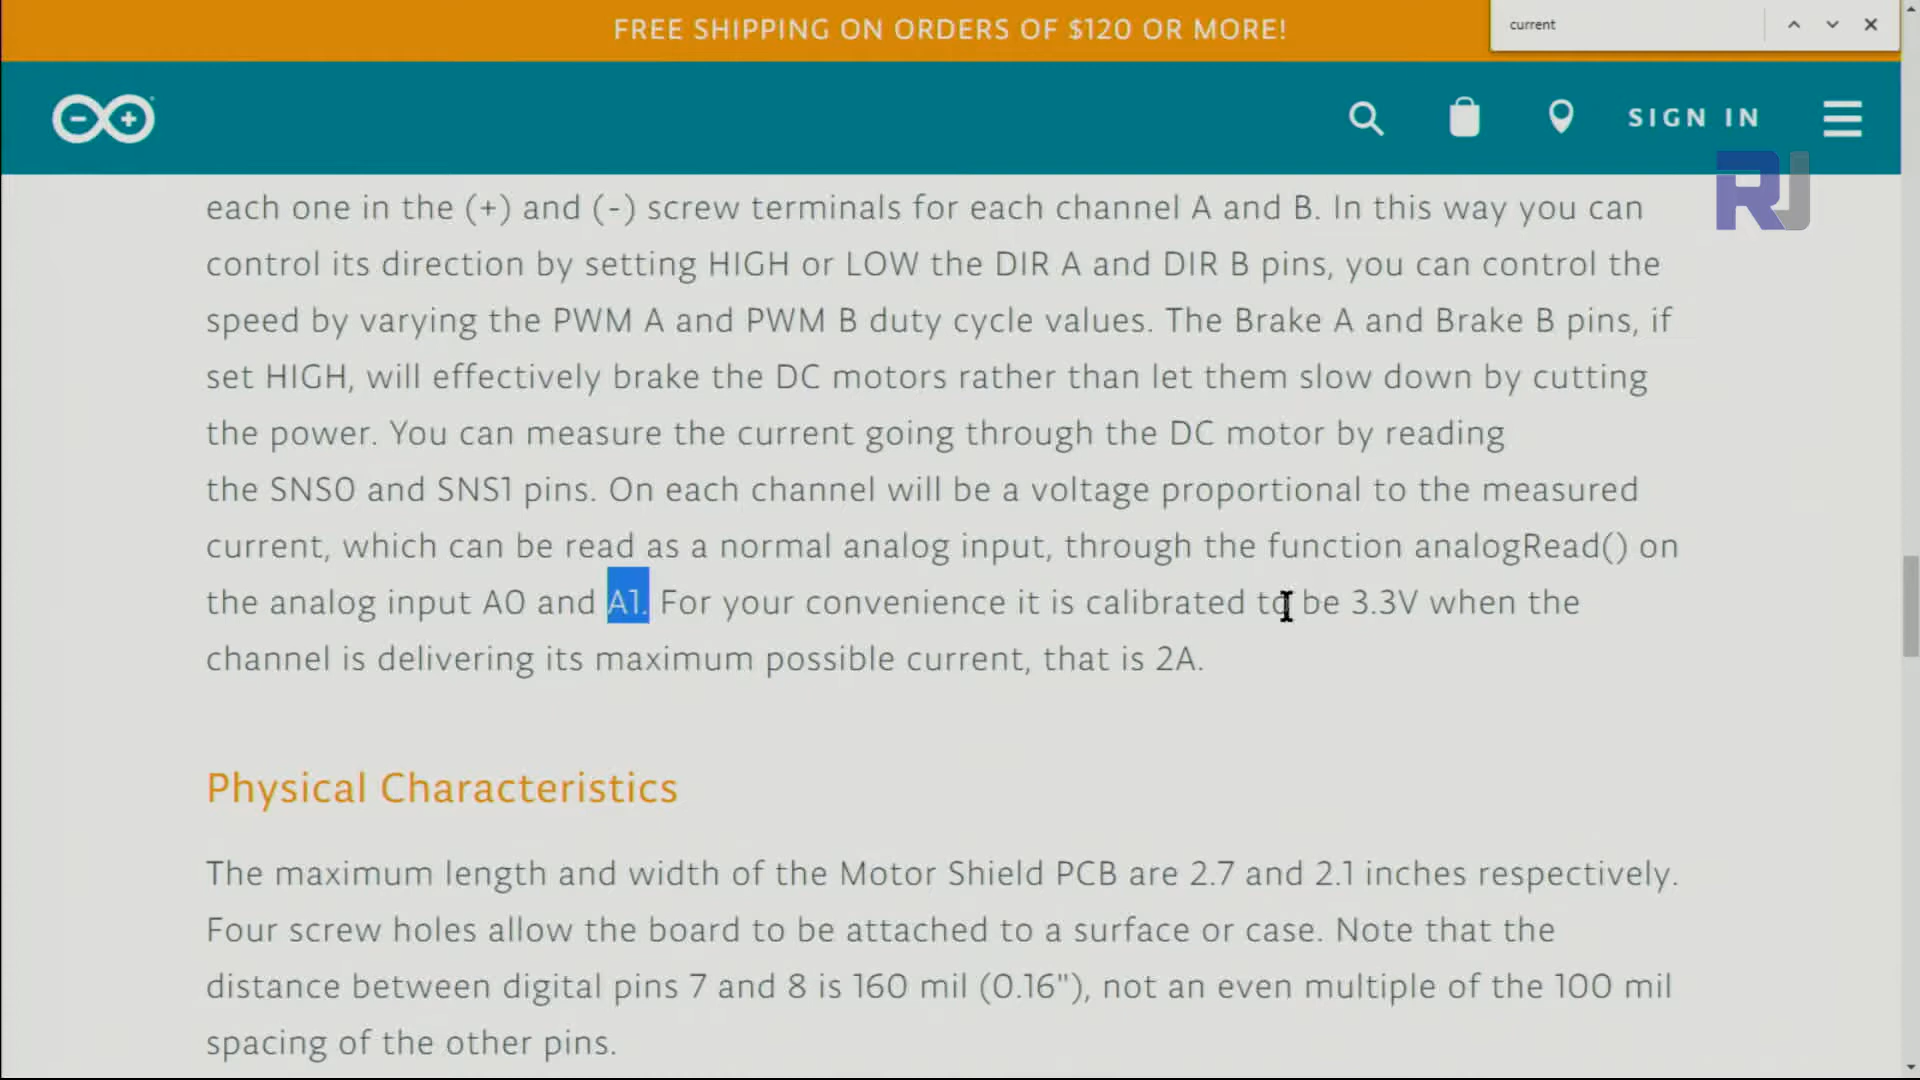 FREE SHIPPING ON ORDERS OF $120 OR MORE!
current
SIGN IN
RJ
each one in the (+) and (-) screw terminals for each channel A and B. In this way you can
control its direction by setting HIGH or LOW the DIR A and DIR B pins, you can control the
speed by varying the PWM A and PWM B duty cycle values. The Brake A and Brake B pins, if
set HIGH, will effectively brake the DC motors rather than let them slow down by cutting
the power. You can measure the current going through the DC motor by reading
the SNS0 and SNS1 pins. On each channel will be a voltage proportional to the measured
current, which can be read as a normal analog input, through the function analogRead() on
the analog input A0 and A1. For your convenience it is calibrated to be 3.3V when the
channel is delivering its maximum possible current, that is 2A.
Physical Characteristics
The maximum length and width of the Motor Shield PCB are 2.7 and 2.1 inches respectively.
Four screw holes allow the board to be attached to a surface or case. Note that the
distance between digital pins 7 and 8 is 160 mil (0.16"), not an even multiple of the 100 mil
spacing of the other pins.